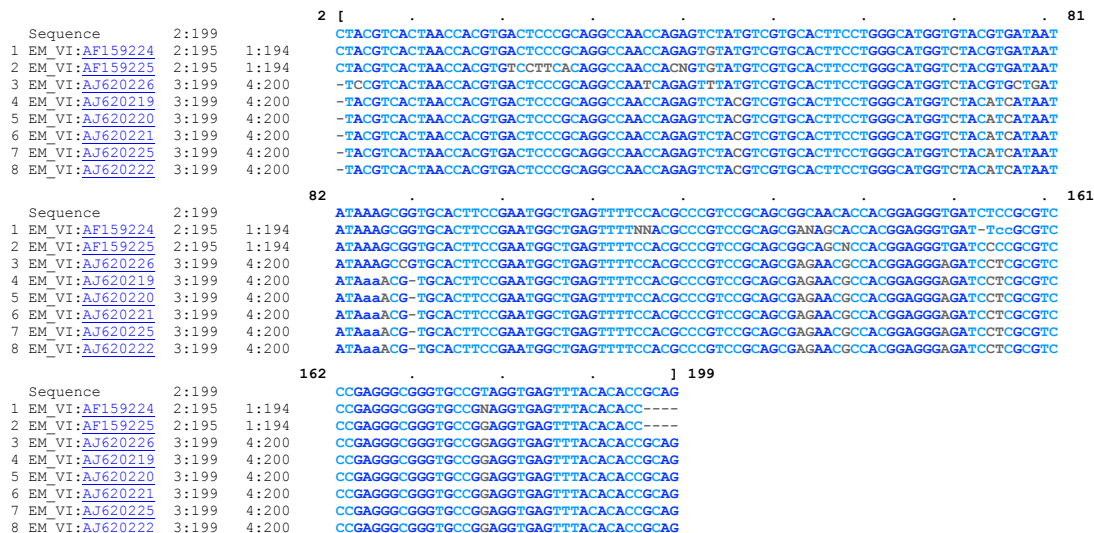 2 [ . . . . . . . . 81
Sequence 2:199 CTACGTCACTAACCACGTGACTCCCGCAGGCCAACCAGAGTCTATGTCGTGCACTTCCTGGGCATGGTGTACGTGATAAT
1 EM_VI:AF159224 2:195 1:194 CTACGTCACTAACCACGTGACTCCCGCAGGCCAACCAGAGTGTATGTCGTGCACTTCCTGGGCATGGTCTACGTGATAAT
2 EM_VI:AF159225 2:195 1:194 CTACGTCACTAACCACGTGTCCTTCACAGGCCAACCACNGTGTATGTCGTGCACTTCCTGGGCATGGTCTACGTGATAAT
3 EM_VI:AJ620226 3:199 4:200 -TCCGTCACTAACCACGTGACTCCCGCAGGCCAATCAGAGTTTATGTCGTGCACTTCCTGGGCATGGTCTACGTGCTGAT
4 EM_VI:AJ620219 3:199 4:200 -TACGTCACTAACCACGTGACTCCCGCAGGCCAACCAGAGTCTACGTCGTGCACTTCCTGGGCATGGTCTACATCATAAT
5 EM_VI:AJ620220 3:199 4:200 -TACGTCACTAACCACGTGACTCCCGCAGGCCAACCAGAGTCTACGTCGTGCACTTCCTGGGCATGGTCTACATCATAAT
6 EM_VI:AJ620221 3:199 4:200 -TACGTCACTAACCACGTGACTCCCGCAGGCCAACCAGAGTCTACGTCGTGCACTTCCTGGGCATGGTCTACATCATAAT
7 EM_VI:AJ620225 3:199 4:200 -TACGTCACTAACCACGTGACTCCCGCAGGCCAACCAGAGTCTACGTCGTGCACTTCCTGGGCATGGTCTACATCATAAT
8 EM_VI:AJ620222 3:199 4:200 -TACGTCACTAACCACGTGACTCCCGCAGGCCAACCAGAGTCTACGTCGTGCACTTCCTGGGCATGGTCTACATCATAAT
82 . . . . . . . . 161
Sequence 2:199 ATAAAGCGGTGCACTTCCGAATGGCTGAGTTTTCCACGCCCGTCCGCAGCGGCAACACCACGGAGGGTGATCTCCGCGTC
1 EM_VI:AF159224 2:195 1:194 ATAAAGCGGTGCACTTCCGAATGGCTGAGTTTTNNACGCCCGTCCGCAGCGANAGCACCACGGAGGGTGAT-TccGCGTC
2 EM_VI:AF159225 2:195 1:194 ATAAAGCGGTGCACTTCCGAATGGCTGAGTTTTCCACGCCCGTCCGCAGCGGCAGCNCCACGGAGGGTGATCCCCGCGTC
3 EM_VI:AJ620226 3:199 4:200 ATAAAGCCGTGCACTTCCGAATGGCTGAGTTTTCCACGCCCGTCCGCAGCGAGAACGCCACGGAGGGAGATCCTCGCGTC
4 EM_VI:AJ620219 3:199 4:200 ATAaaACG-TGCACTTCCGAATGGCTGAGTTTTCCACGCCCGTCCGCAGCGAGAACGCCACGGAGGGAGATCCTCGCGTC
5 EM_VI:AJ620220 3:199 4:200 ATAaaACG-TGCACTTCCGAATGGCTGAGTTTTCCACGCCCGTCCGCAGCGAGAACGCCACGGAGGGAGATCCTCGCGTC
6 EM_VI:AJ620221 3:199 4:200 ATAaaACG-TGCACTTCCGAATGGCTGAGTTTTCCACGCCCGTCCGCAGCGAGAACGCCACGGAGGGAGATCCTCGCGTC
7 EM_VI:AJ620225 3:199 4:200 ATAaaACG-TGCACTTCCGAATGGCTGAGTTTTCCACGCCCGTCCGCAGCGAGAACGCCACGGAGGGAGATCCTCGCGTC
8 EM_VI:AJ620222 3:199 4:200 ATAaaACG-TGCACTTCCGAATGGCTGAGTTTTCCACGCCCGTCCGCAGCGAGAACGCCACGGAGGGAGATCCTCGCGTC
162 . . . ] 199
Sequence 2:199 CCGAGGGCGGGTGCCGTAGGTGAGTTTACACACCGCAG
1 EM_VI:AF159224 2:195 1:194 CCGAGGGCGGGTGCCGNAGGTGAGTTTACACACC----
2 EM_VI:AF159225 2:195 1:194 CCGAGGGCGGGTGCCGGAGGTGAGTTTACACACC----
3 EM_VI:AJ620226 3:199 4:200 CCGAGGGCGGGTGCCGGAGGTGAGTTTACACACCGCAG
4 EM_VI:AJ620219 3:199 4:200 CCGAGGGCGGGTGCCGGAGGTGAGTTTACACACCGCAG
5 EM_VI:AJ620220 3:199 4:200 CCGAGGGCGGGTGCCGGAGGTGAGTTTACACACCGCAG
6 EM_VI:AJ620221 3:199 4:200 CCGAGGGCGGGTGCCGGAGGTGAGTTTACACACCGCAG
7 EM_VI:AJ620225 3:199 4:200 CCGAGGGCGGGTGCCGGAGGTGAGTTTACACACCGCAG
8 EM_VI:AJ620222 3:199 4:200 CCGAGGGCGGGTGCCGGAGGTGAGTTTACACACCGCAG